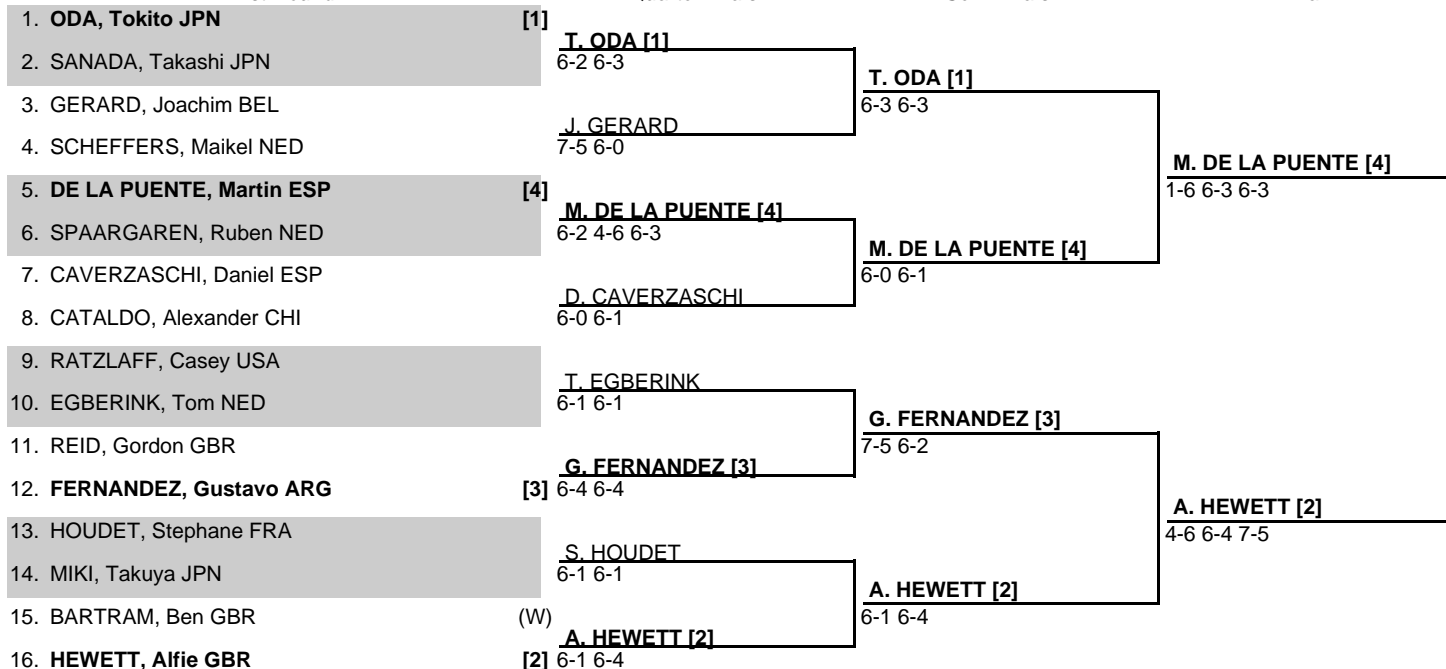 1. ODA, Tokito JPN [1]
2. SANADA, Takashi JPN
3. GERARD, Joachim BEL
4. SCHEFFERS, Maikel NED
5. DE LA PUENTE, Martin ESP [4]
6. SPAARGAREN, Ruben NED
7. CAVERZASCHI, Daniel ESP
8. CATALDO, Alexander CHI
9. RATZLAFF, Casey USA
10. EGBERINK, Tom NED
11. REID, Gordon GBR
12. FERNANDEZ, Gustavo ARG [3]
13. HOUDET, Stephane FRA
14. MIKI, Takuya JPN
15. BARTRAM, Ben GBR (W)
16. HEWETT, Alfie GBR [2]
T. ODA [1]
6-2 6-3
J. GERARD
7-5 6-0
M. DE LA PUENTE [4]
6-2 4-6 6-3
D. CAVERZASCHI
6-0 6-1
T. EGBERINK
6-1 6-1
G. FERNANDEZ [3]
6-4 6-4
S. HOUDET
6-1 6-1
A. HEWETT [2]
6-1 6-4
T. ODA [1]
6-3 6-3
M. DE LA PUENTE [4]
6-0 6-1
G. FERNANDEZ [3]
7-5 6-2
A. HEWETT [2]
6-1 6-4
M. DE LA PUENTE [4]
1-6 6-3 6-3
A. HEWETT [2]
4-6 6-4 7-5